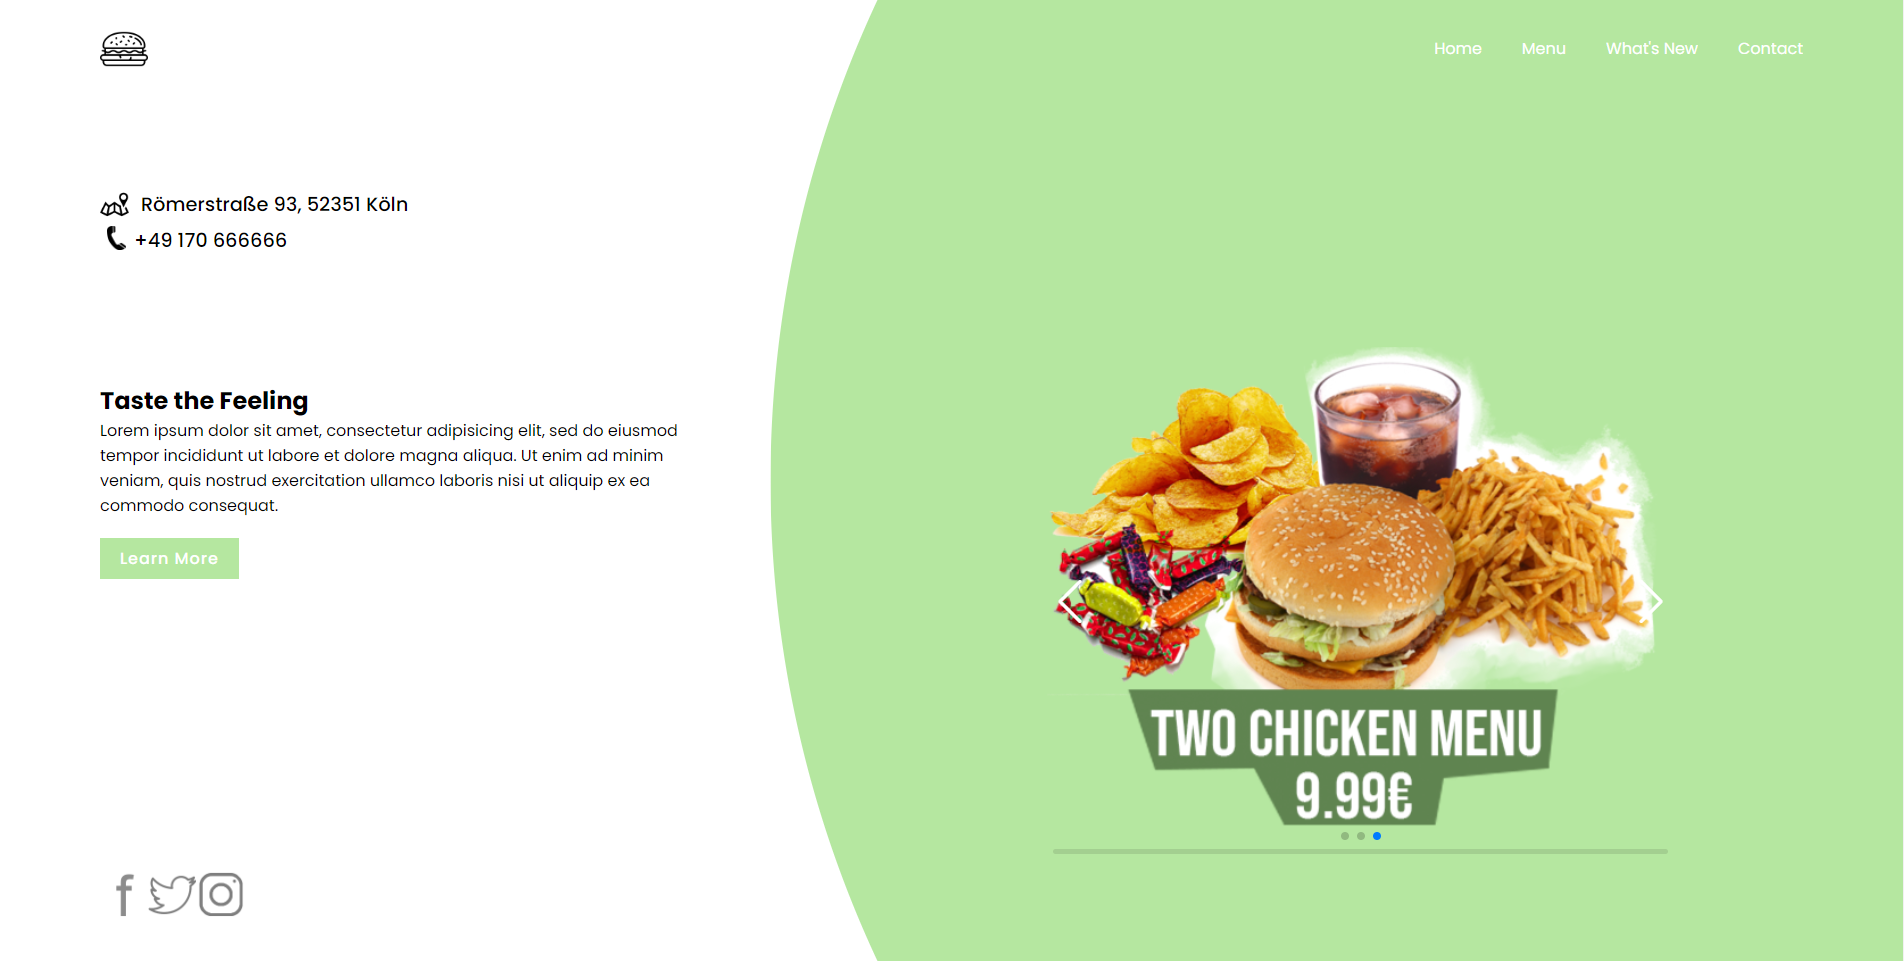 Home Menu What's New Contact
Römerstraße 93, 52351 Köln
+49 170 666666
Taste the Feeling
Lorem ipsum dolor sit amet, consectetur adipisicing elit, sed do eiusmod
tempor incididunt ut labore et dolore magna aliqua. Ut enim ad minim
veniam, quis nostrud exercitation ullamco laboris nisi ut aliquip ex ea
commodo consequat.
Learn More
TWO CHICKEN MENU
9.99€